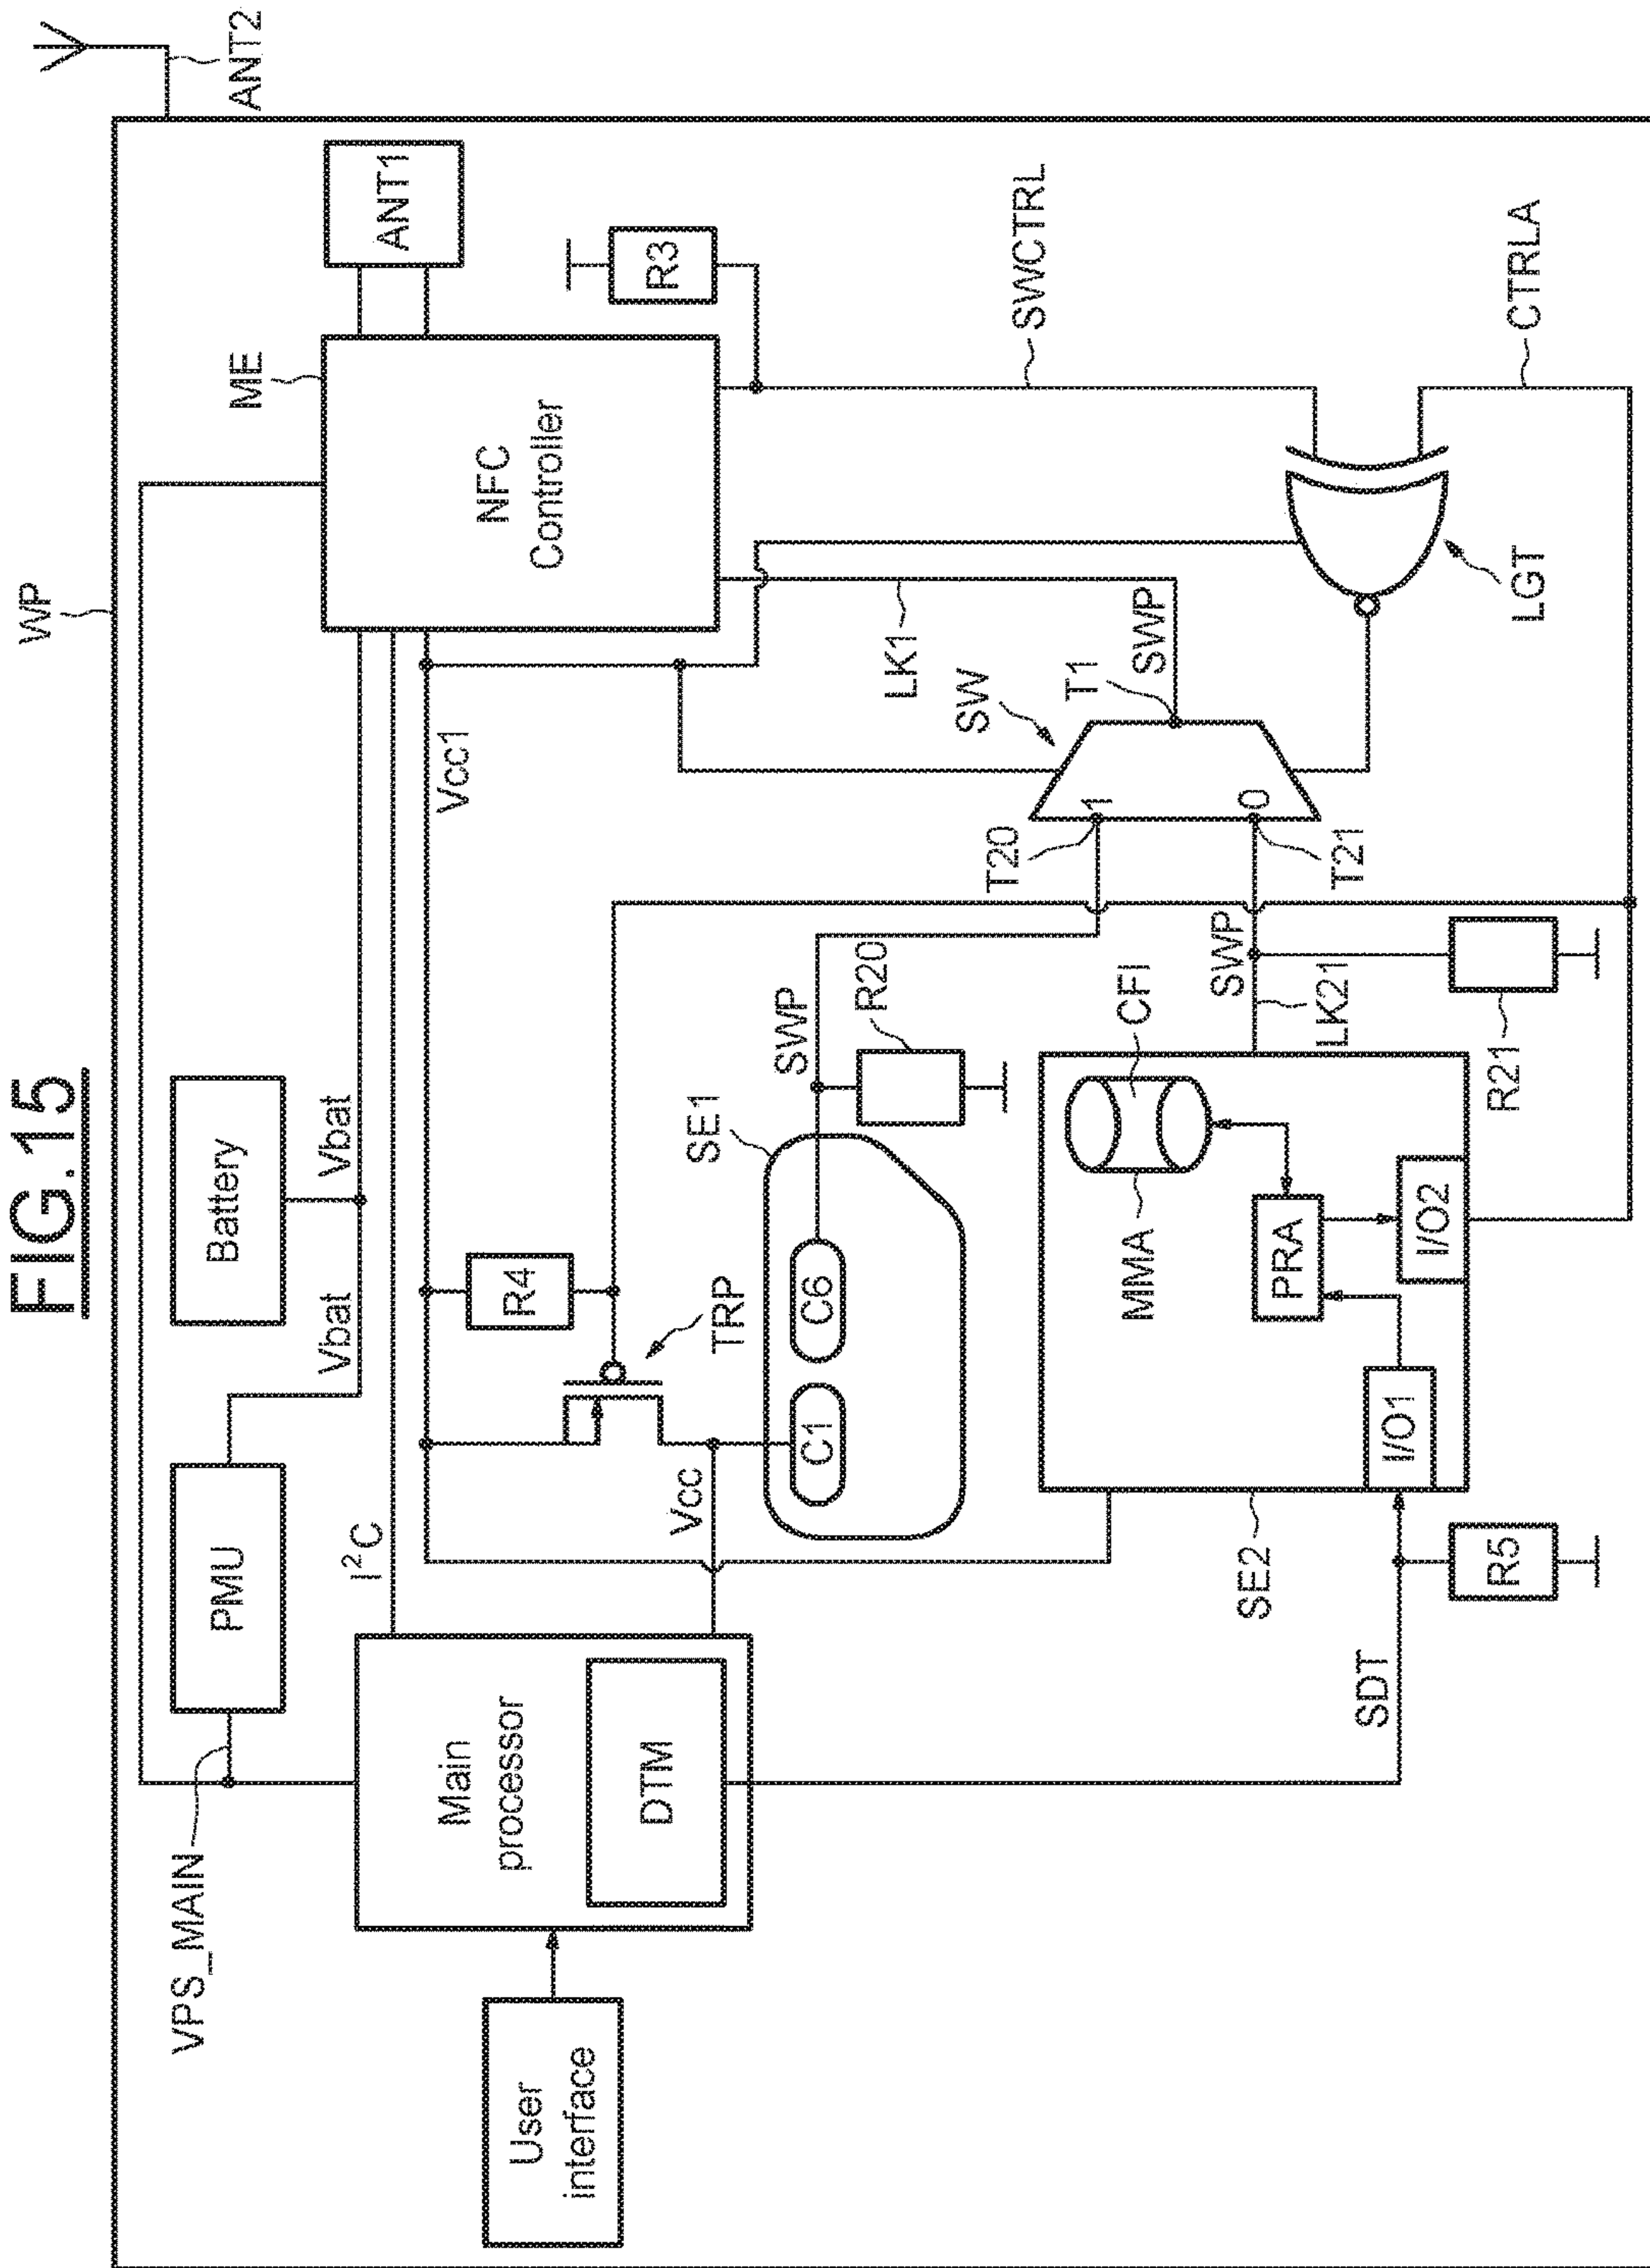 FIG.15
WP
ANT2
VPS_MAIN
PMU
Vbat
Battery
Vbat
ME
ANT1
I²C
Vcc1
NFC
Controller
R3
User
interface
Main
processor
DTM
R4
TRP
Vcc
SE1
C1
C6
SWP
R20
LK1
SW
T1
SWP
SWCTRL
T20
1
0
T21
SWP
LK21
R21
CFI
MMA
PRA
I/O1
I/O2
SE2
SDT
R5
LGT
CTRLA